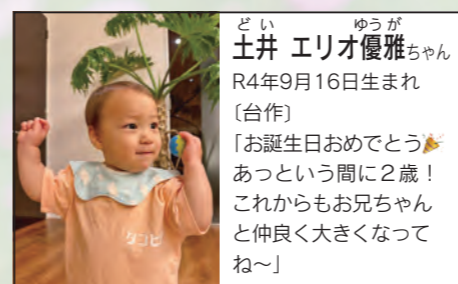 どい ゆうが
土井 エリオ優雅ちゃん
R4年9月16日生まれ
〔台作〕
「お誕生日おめでとう🎉
あっという間に2歳！
これからもお兄ちゃん
と仲良く大きくなって
ね～」